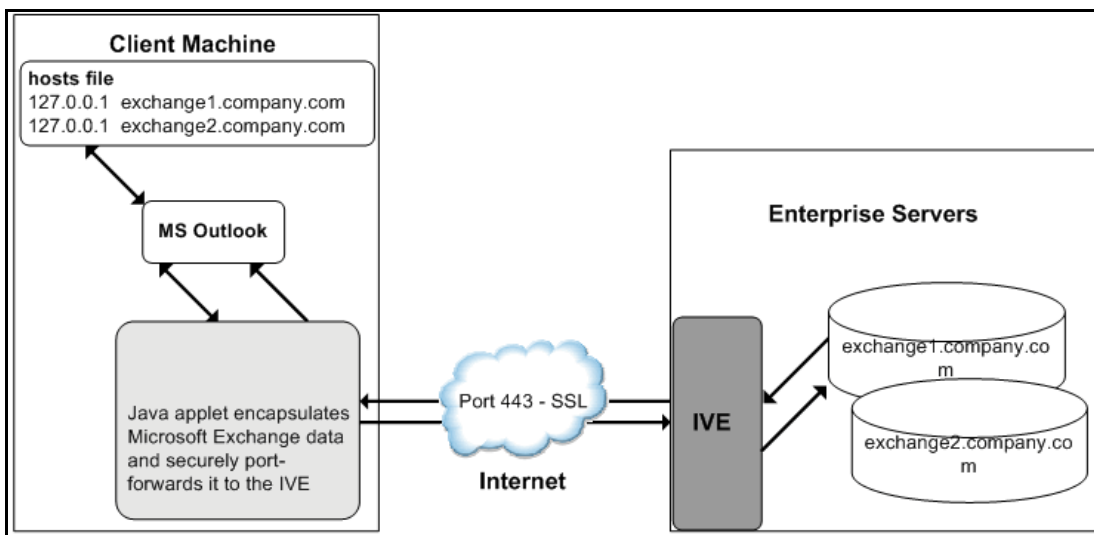 Client Machine
hosts file
127.0.0.1 exchange1.company.com
127.0.0.1 exchange2.company.com
MS Outlook
Java applet encapsulates
Microsoft Exchange data
and securely port-
forwards it to the IVE
Port 443 - SSL
Internet
Enterprise Servers
IVE
exchange1.company.co
m
exchange2.company.co
m